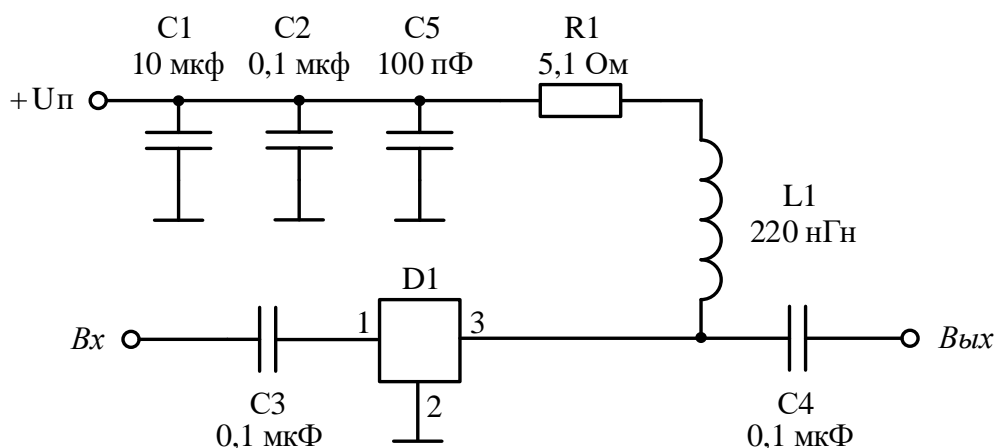 C1
10 мкф
C2
0,1 мкф
C5
100 пФ
R1
5,1 Ом
+Uп
L1
220 нГн
D1
1
3
2
Вх
Вых
C3
0,1 мкФ
C4
0,1 мкФ